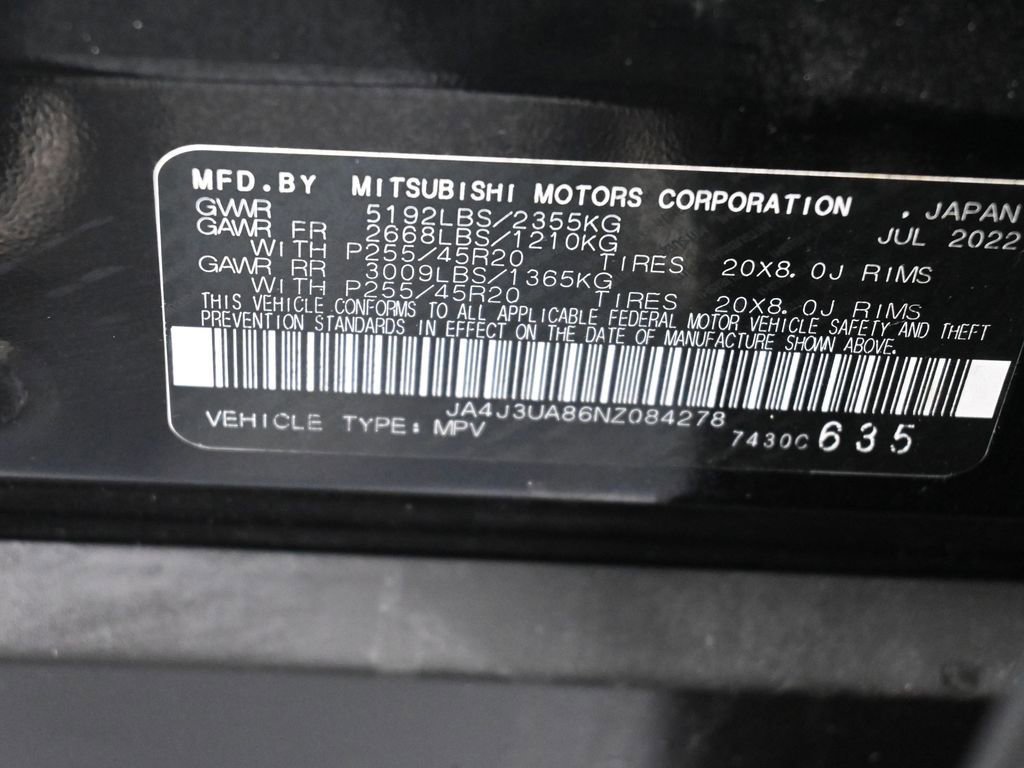 MFD.BY MITSUBISHI MOTORS CORPORATION . JAPAN
GVWR 5192LBS/2355KG JUL 2022
GAWR FR 2668LBS/1210KG
WITH P255/45R20 TIRES 20X8.0J RIMS
GAWR RR 3009LBS/1365KG
WITH P255/45R20 TIRES 20X8.0J RIMS
THIS VEHICLE CONFORMS TO ALL APPLICABLE FEDERAL MOTOR VEHICLE SAFETY AND THEFT
PREVENTION STANDARDS IN EFFECT ON THE DATE OF MANUFACTURE SHOWN ABOVE.
JA4J3UA86NZ084278
VEHICLE TYPE: MPV 7430C 635